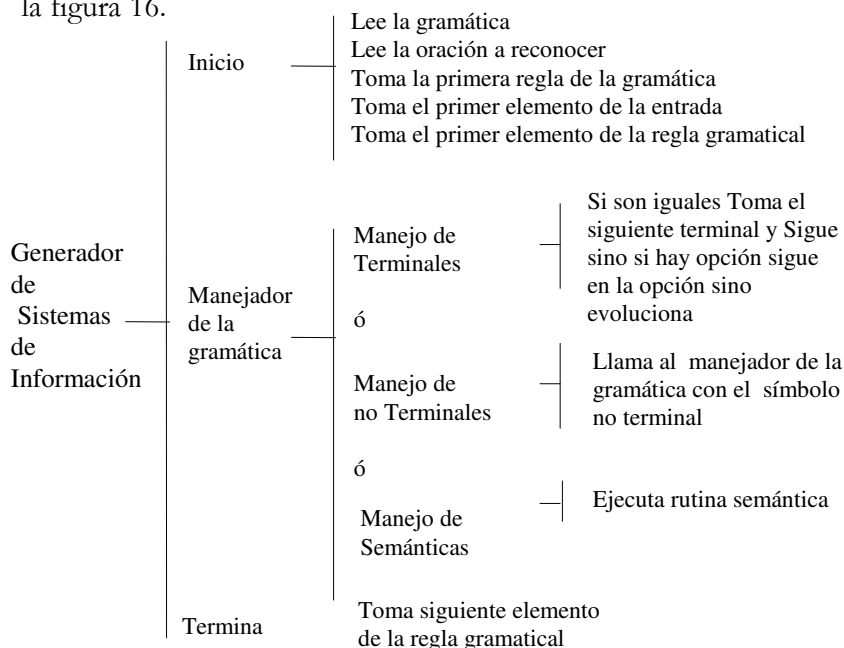 la figura 16.
Lee la gramática
Lee la oración a reconocer
Toma la primera regla de la gramática
Toma el primer elemento de la entrada
Toma el primer elemento de la regla gramatical
Inicio
Generador
de
Sistemas
de
Información
Manejador
de la
gramática
Manejo de
Terminales
Si son iguales Toma el
siguiente terminal y Sigue
sino si hay opción sigue
en la opción sino
evoluciona
ó
Manejo de
no Terminales
Llama al manejador de la
gramática con el símbolo
no terminal
ó
Manejo de
Semánticas
Ejecuta rutina semántica
Toma siguiente elemento
de la regla gramatical
Termina